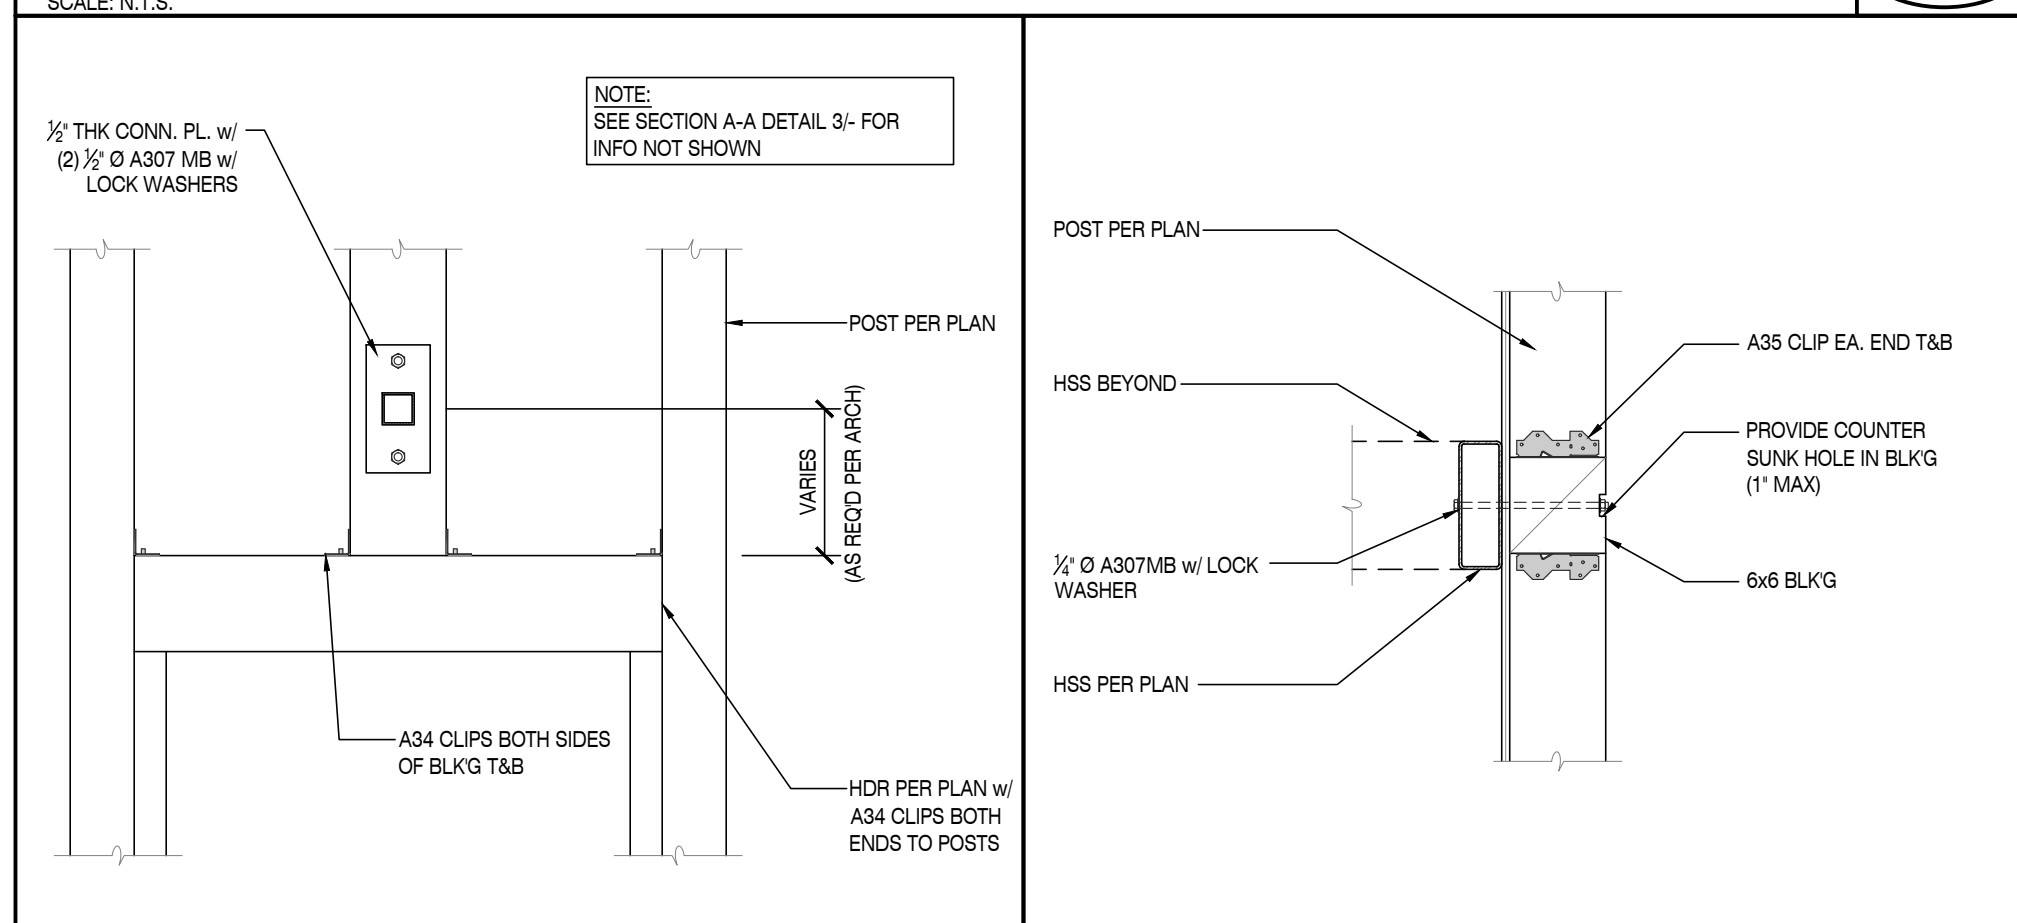 SCALE: N.T.S.
NOTE:
SEE SECTION A-A DETAIL 3/- FOR
INFO NOT SHOWN
½" THK CONN. PL. w/
(2) ½" Ø A307 MB w/
LOCK WASHERS
POST PER PLAN
VARIES
(AS REQ'D PER ARCH)
A34 CLIPS BOTH SIDES
OF BLK'G T&B
HDR PER PLAN w/
A34 CLIPS BOTH
ENDS TO POSTS
POST PER PLAN
HSS BEYOND
¼" Ø A307MB w/ LOCK
WASHER
HSS PER PLAN
A35 CLIP EA. END T&B
PROVIDE COUNTER
SUNK HOLE IN BLK'G
(1" MAX)
6x6 BLK'G